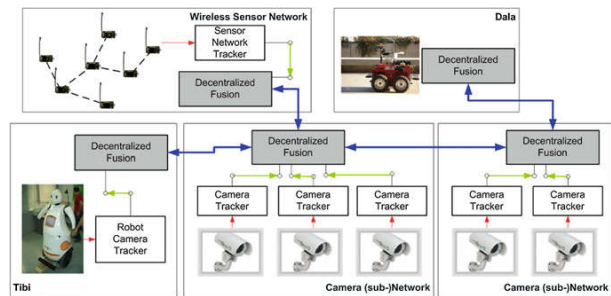 Wireless Sensor Network
Sensor
Network
Tracker
Decentralized
Fusion
Dala
Decentralized
Fusion
Decentralized
Fusion
Robot
Camera
Tracker
Tibi
Decentralized
Fusion
Camera
Tracker
Camera
Tracker
Camera
Tracker
Camera (sub-)Network
Decentralized
Fusion
Camera
Tracker
Camera
Tracker
Camera (sub-)Network